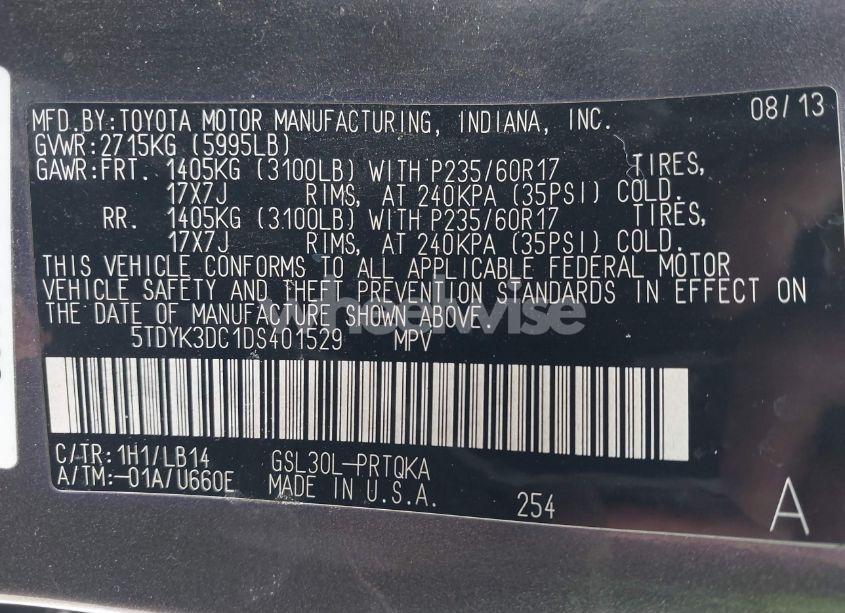 MFD.BY:TOYOTA MOTOR MANUFACTURING, INDIANA, INC. 08/13
GVWR:2715KG (5995LB)
GAWR:FRT. 1405KG (3100LB) WITH P235/60R17 TIRES,
17X7J RIMS, AT 240KPA (35PSI) COLD.
RR. 1405KG (3100LB) WITH P235/60R17 TIRES,
17X7J RIMS, AT 240KPA (35PSI) COLD.
THIS VEHICLE CONFORMS TO ALL APPLICABLE FEDERAL MOTOR
VEHICLE SAFETY AND THEFT PREVENTION STANDARDS IN EFFECT ON
THE DATE OF MANUFACTURE SHOWN ABOVE.
wheelwise
5TDYK3DC1DS401529 MPV
C/TR:1H1/LB14 GSL30L-PRTQKA
A/TM:-01A/U660E MADE IN U.S.A. 254 A